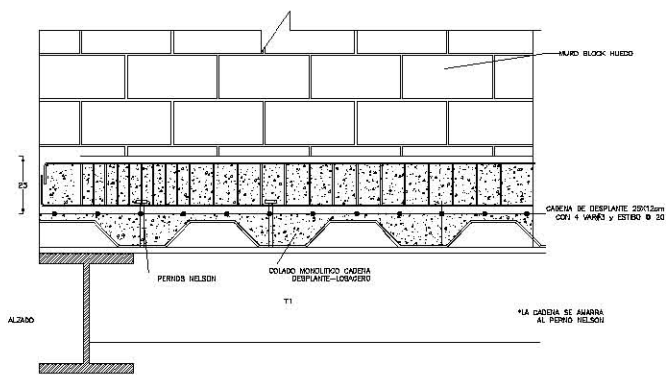 MURO BLOCK HUECO
25
CADENA DE DESPLANTE 25X12cm
CON 4 VAR#3 y ESTIBO @ 20
PERNOS NELSON
COLADO MONOLITICO CADENA
DESPLANTE-LOSACERO
T1
ALZADO
*LA CADENA SE AMARRA
AL PERNO NELSON